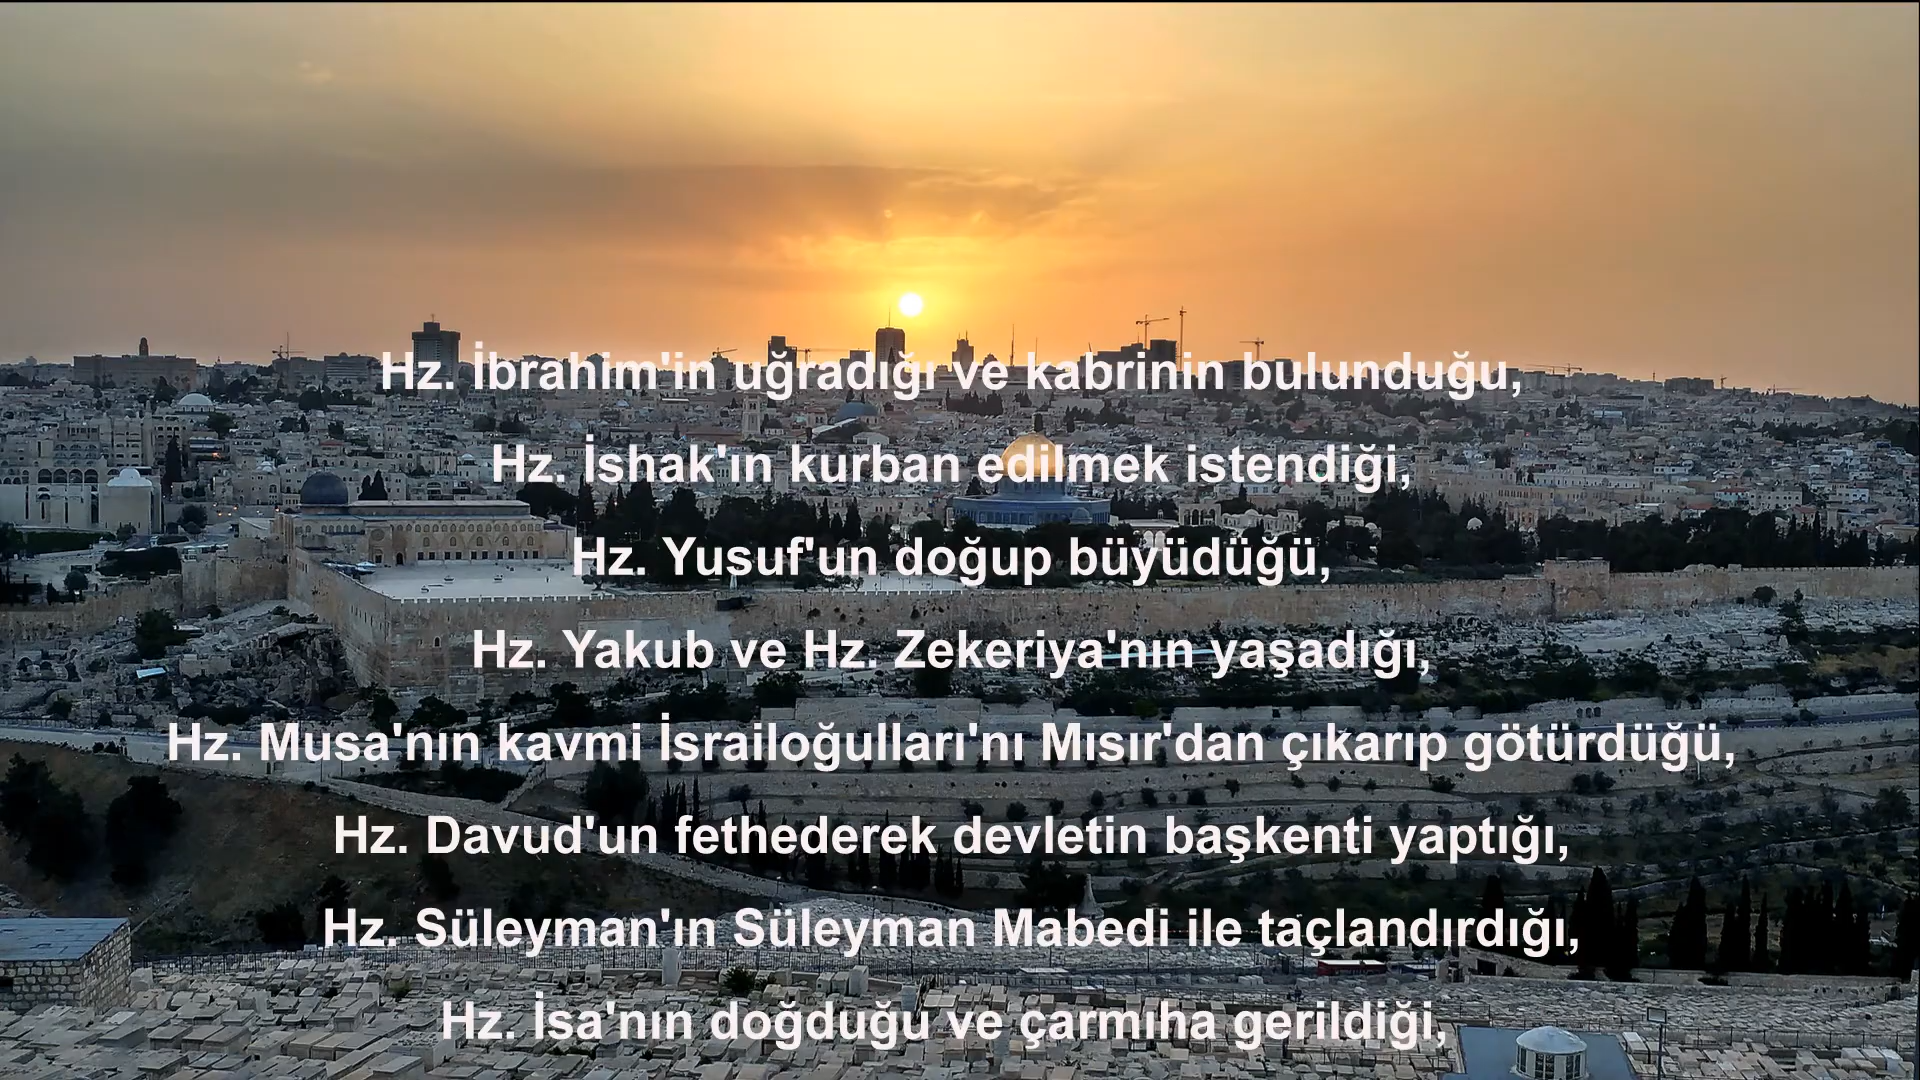 Hz. İbrahim'in uğradığı ve kabrinin bulunduğu,
Hz. İshak'ın kurban edilmek istendiği,
Hz. Yusuf'un doğup büyüdüğü,
Hz. Yakub ve Hz. Zekeriya'nın yaşadığı,
Hz. Musa'nın kavmi İsrailoğulları'nı Mısır'dan çıkarıp götürdüğü,
Hz. Davud'un fethederek devletin başkenti yaptığı,
Hz. Süleyman'ın Süleyman Mabedi ile taçlandırdığı,
Hz. İsa'nın doğduğu ve çarmıha gerildiği,